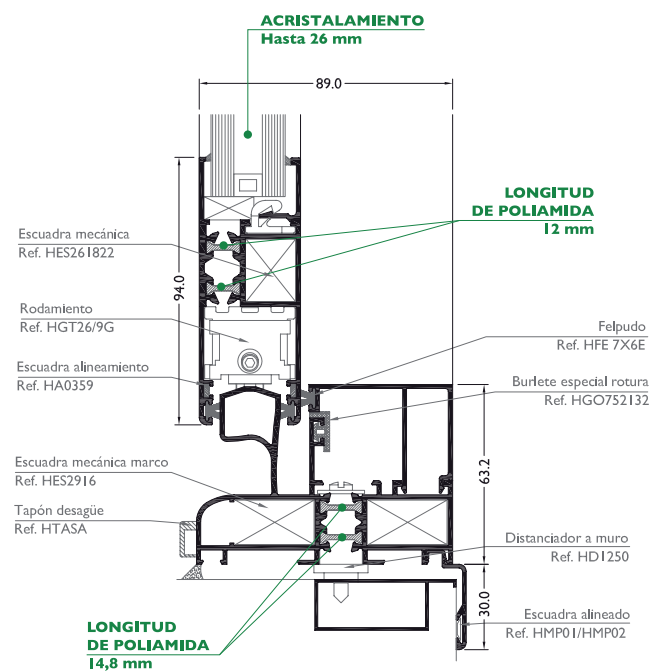 ACRISTALAMIENTO
Hasta 26 mm
89.0
LONGITUD
DE POLIAMIDA
12 mm
Escuadra mecánica
Ref. HES261822
94.0
Rodamiento
Ref. HGT26/9G
Felpudo
Ref. HFE 7X6E
Escuadra alineamiento
Ref. HA0359
Burlete especial rotura
Ref. HGO752132
63.2
Escuadra mecánica marco
Ref. HES2916
Tapón desagüe
Ref. HTASA
Distanciador a muro
Ref. HD1250
30.0
Escuadra alineado
Ref. HMP01/HMP02
LONGITUD
DE POLIAMIDA
14,8 mm